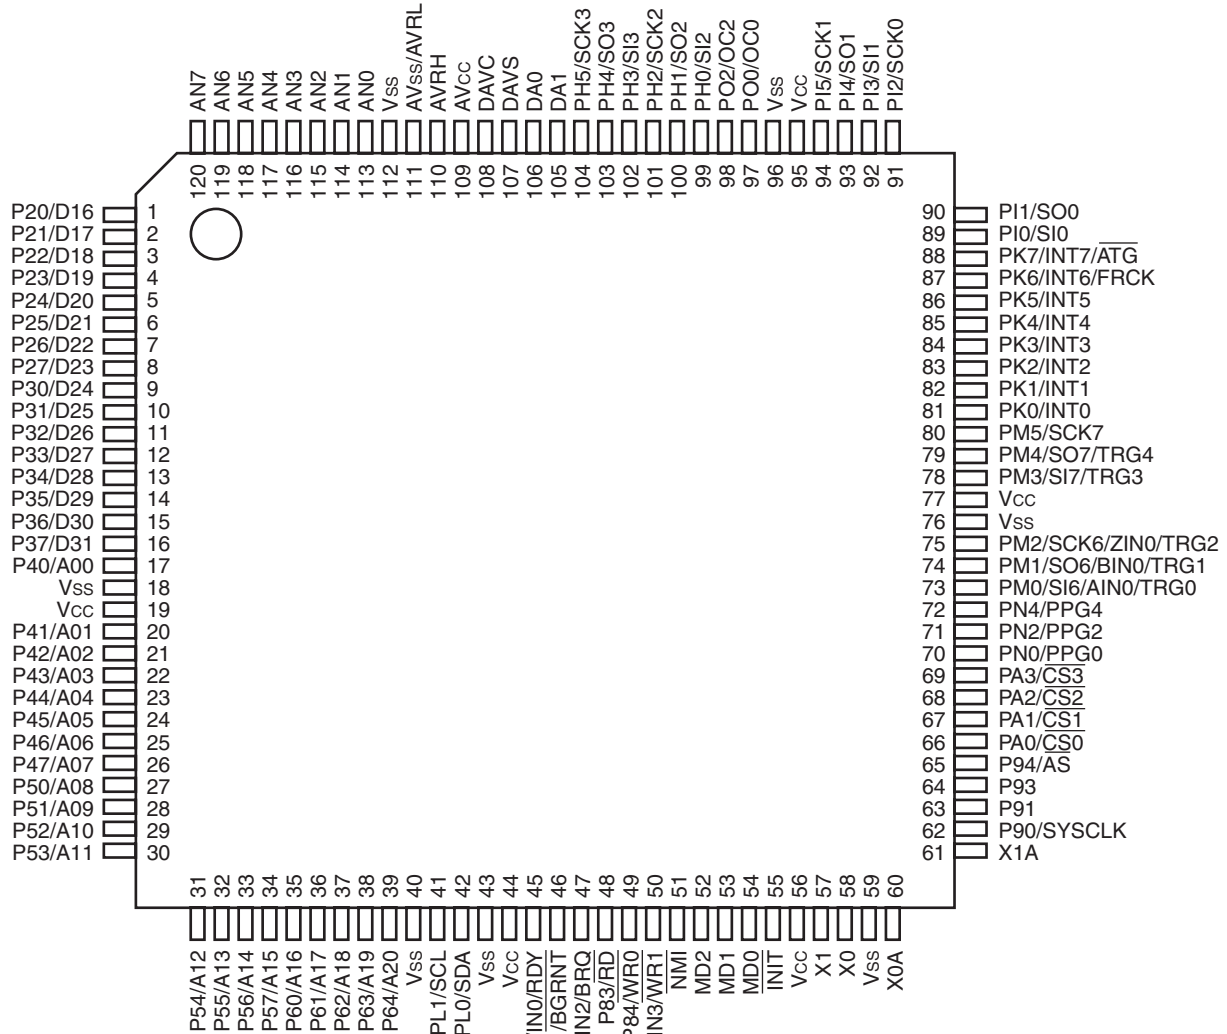 AN7
AN6
AN5
AN4
AN3
AN2
AN1
AN0
Vss
AVss/AVRL
AVRH
AVcc
DAVC
DAVS
DA0
DA1
PH5/SCK3
PH4/SO3
PH3/SI3
PH2/SCK2
PH1/SO2
PH0/SI2
PO2/OC2
PO0/OC0
Vss
Vcc
PI5/SCK1
PI4/SO1
PI3/SI1
PI2/SCK0
120
119
118
117
116
115
114
113
112
111
110
109
108
107
106
105
104
103
102
101
100
99
98
97
96
95
94
93
92
91
P20/D16 1
P21/D17 2
P22/D18 3
P23/D19 4
P24/D20 5
P25/D21 6
P26/D22 7
P27/D23 8
P30/D24 9
P31/D25 10
P32/D26 11
P33/D27 12
P34/D28 13
P35/D29 14
P36/D30 15
P37/D31 16
P40/A00 17
Vss 18
Vcc 19
P41/A01 20
P42/A02 21
P43/A03 22
P44/A04 23
P45/A05 24
P46/A06 25
P47/A07 26
P50/A08 27
P51/A09 28
P52/A10 29
P53/A11 30
90 PI1/SO0
89 PI0/SI0
88 PK7/INT7/ATG
87 PK6/INT6/FRCK
86 PK5/INT5
85 PK4/INT4
84 PK3/INT3
83 PK2/INT2
82 PK1/INT1
81 PK0/INT0
80 PM5/SCK7
79 PM4/SO7/TRG4
78 PM3/SI7/TRG3
77 Vcc
76 Vss
75 PM2/SCK6/ZIN0/TRG2
74 PM1/SO6/BIN0/TRG1
73 PM0/SI6/AIN0/TRG0
72 PN4/PPG4
71 PN2/PPG2
70 PN0/PPG0
69 PA3/CS3
68 PA2/CS2
67 PA1/CS1
66 PA0/CS0
65 P94/AS
64 P93
63 P91
62 P90/SYSCLK
61 X1A
31
32
33
34
35
36
37
38
39
40
41
42
43
44
45
46
47
48
49
50
51
52
53
54
55
56
57
58
59
60
P54/A12
P55/A13
P56/A14
P57/A15
P60/A16
P61/A17
P62/A18
P63/A19
P64/A20
Vss
PL1/SCL
PL0/SDA
Vss
Vcc
IN0/RDY
/BGRNT
IN2/BRQ
P83/RD
P84/WR0
IN3/WR1
NMI
MD2
MD1
MD0
INIT
Vcc
X1
X0
Vss
X0A